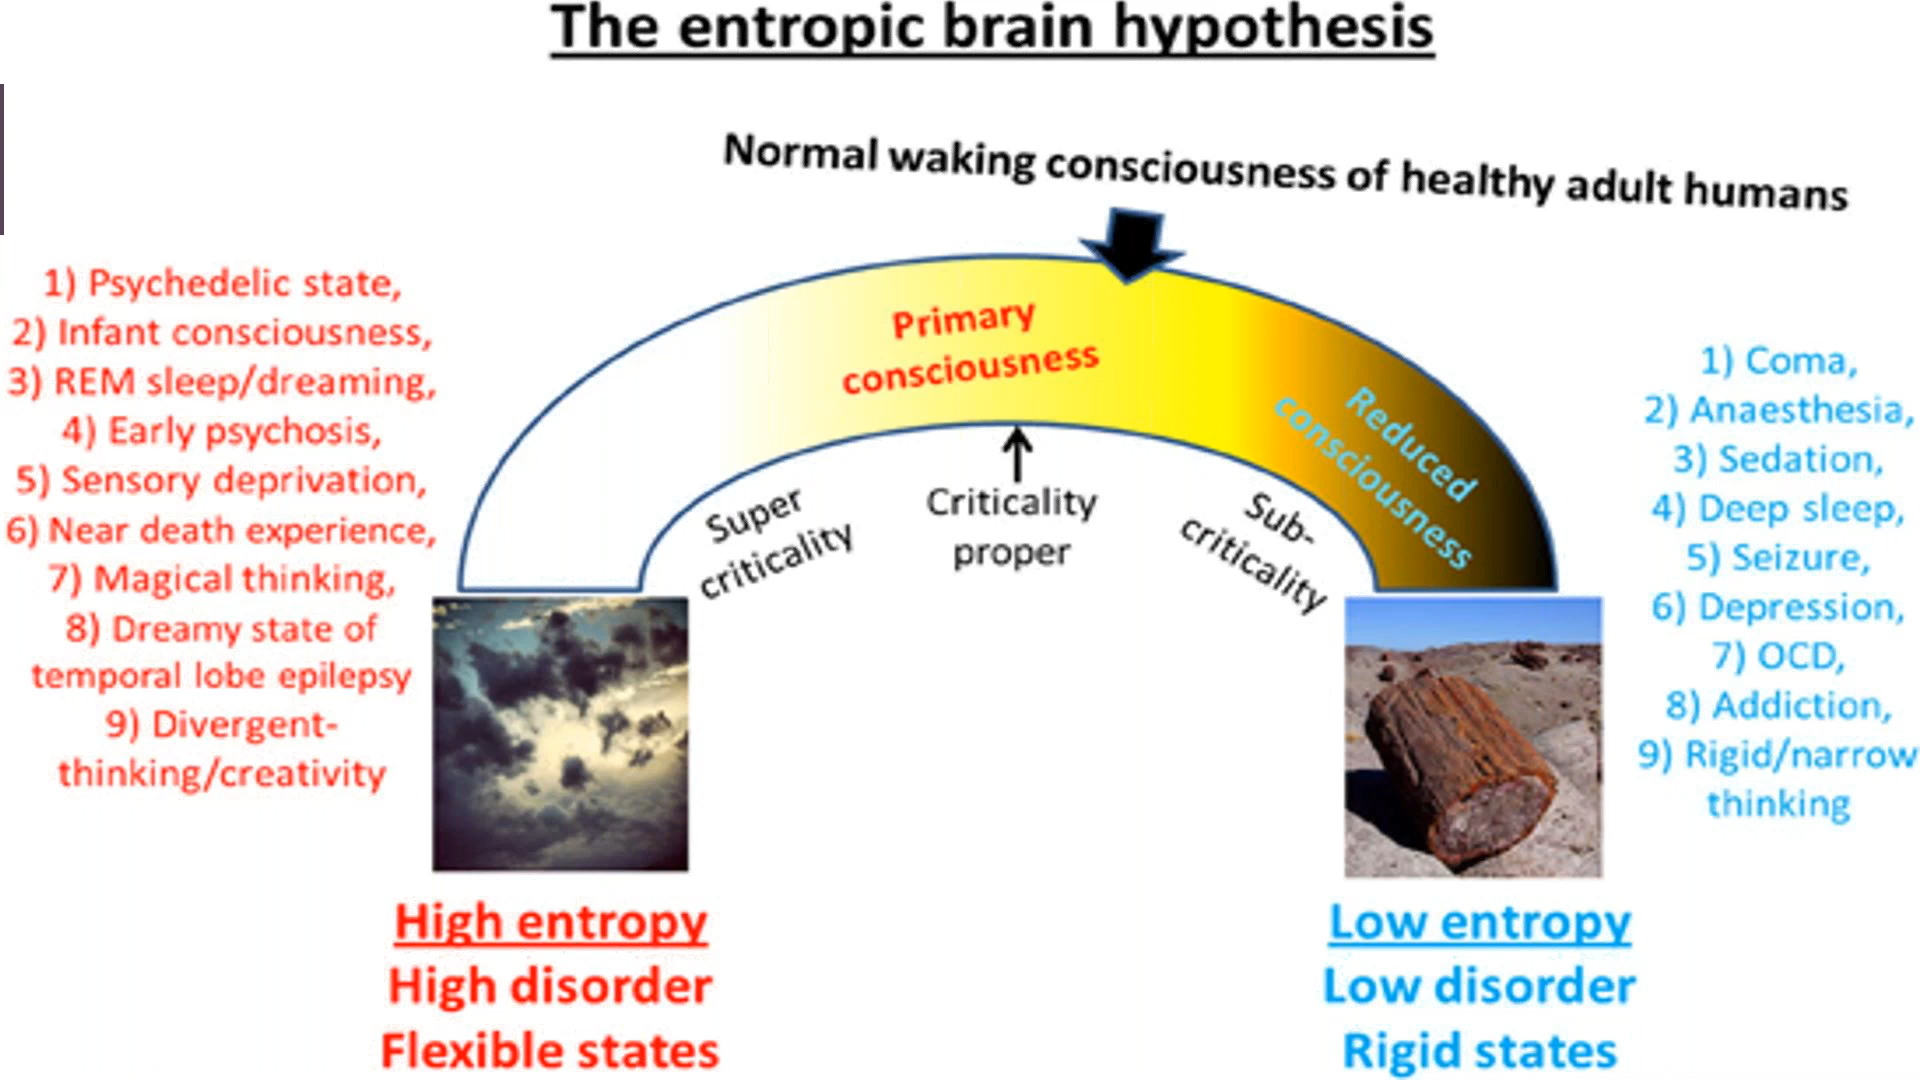 The entropic brain hypothesis
Normal waking consciousness of healthy adult humans
1) Psychedelic state,
2) Infant consciousness,
3) REM sleep/dreaming,
4) Early psychosis,
5) Sensory deprivation,
6) Near death experience,
7) Magical thinking,
8) Dreamy state of
temporal lobe epilepsy
9) Divergent-
thinking/creativity
Primary
consciousness
Reduced
consciousness
Super
criticality
Criticality
proper
Sub-
criticality
1) Coma,
2) Anaesthesia,
3) Sedation,
4) Deep sleep,
5) Seizure,
6) Depression,
7) OCD,
8) Addiction,
9) Rigid/narrow
thinking
High entropy
High disorder
Flexible states
Low entropy
Low disorder
Rigid states